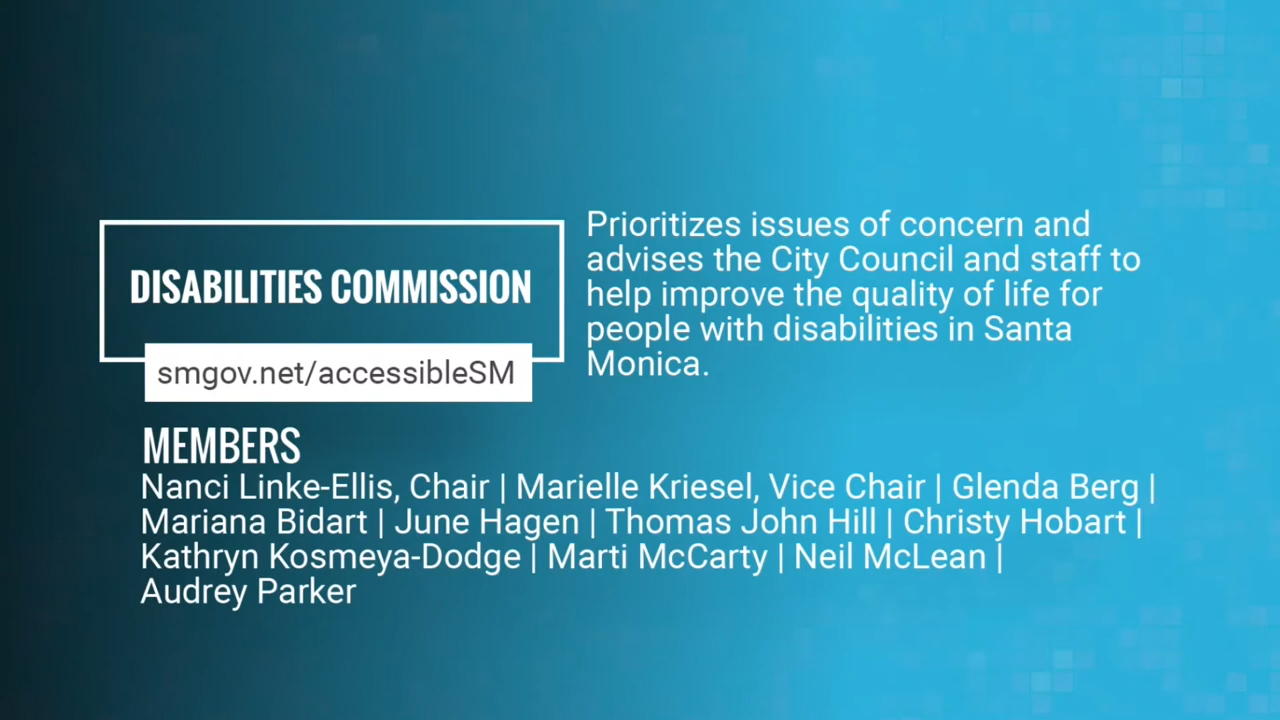 DISABILITIES COMMISSION
smgov.net/accessibleSM
Prioritizes issues of concern and
advises the City Council and staff to
help improve the quality of life for
people with disabilities in Santa
Monica.
MEMBERS
Nanci Linke-Ellis, Chair | Marielle Kriesel, Vice Chair | Glenda Berg |
Mariana Bidart | June Hagen | Thomas John Hill | Christy Hobart |
Kathryn Kosmeya-Dodge | Marti McCarty | Neil McLean |
Audrey Parker